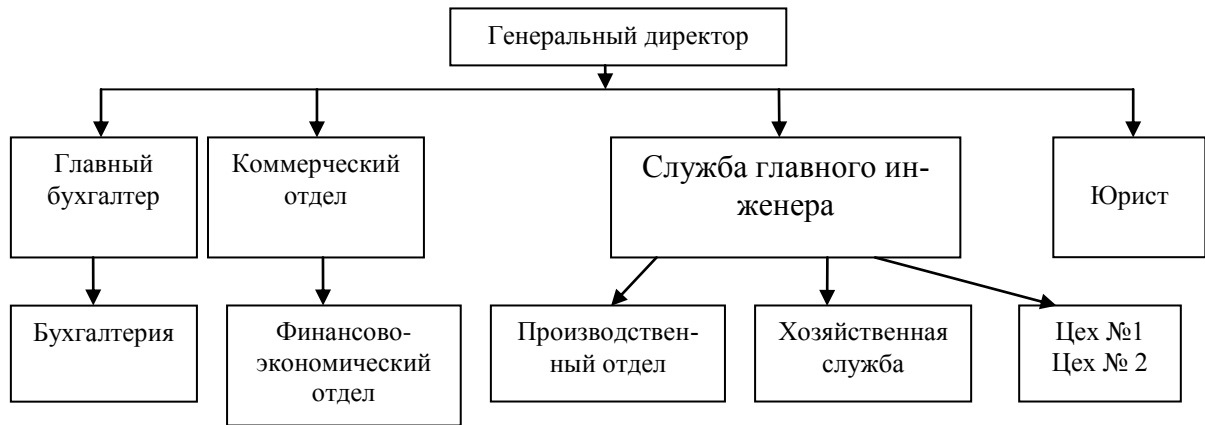 Генеральный директор
Главный
бухгалтер
Коммерческий
отдел
Служба главного ин-
женера
Юрист
Бухгалтерия
Финансово-
экономический
отдел
Производствен-
ный отдел
Хозяйственная
служба
Цех №1
Цех № 2